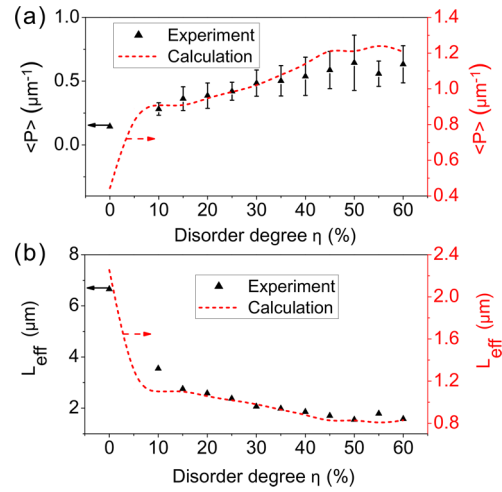 (a)
1.0
0.5
0.0
<P> (μm⁻¹)
Experiment
Calculation
1.4
1.2
1.0
0.8
0.6
0.4
<P> (μm⁻¹)
0 10 20 30 40 50 60
Disorder degree η (%)
(b)
8
6
4
2
L_eff (μm)
Experiment
Calculation
2.4
2.0
1.6
1.2
0.8
L_eff (μm)
0 10 20 30 40 50 60
Disorder degree η (%)